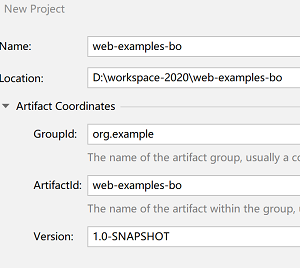 New Project
Name:
web-examples-bo
Location:
D:\workspace-2020\web-examples-bo
Artifact Coordinates
GroupId:
org.example
The name of the artifact group, usually a co
ArtifactId:
web-examples-bo
The name of the artifact within the group,
Version:
1.0-SNAPSHOT